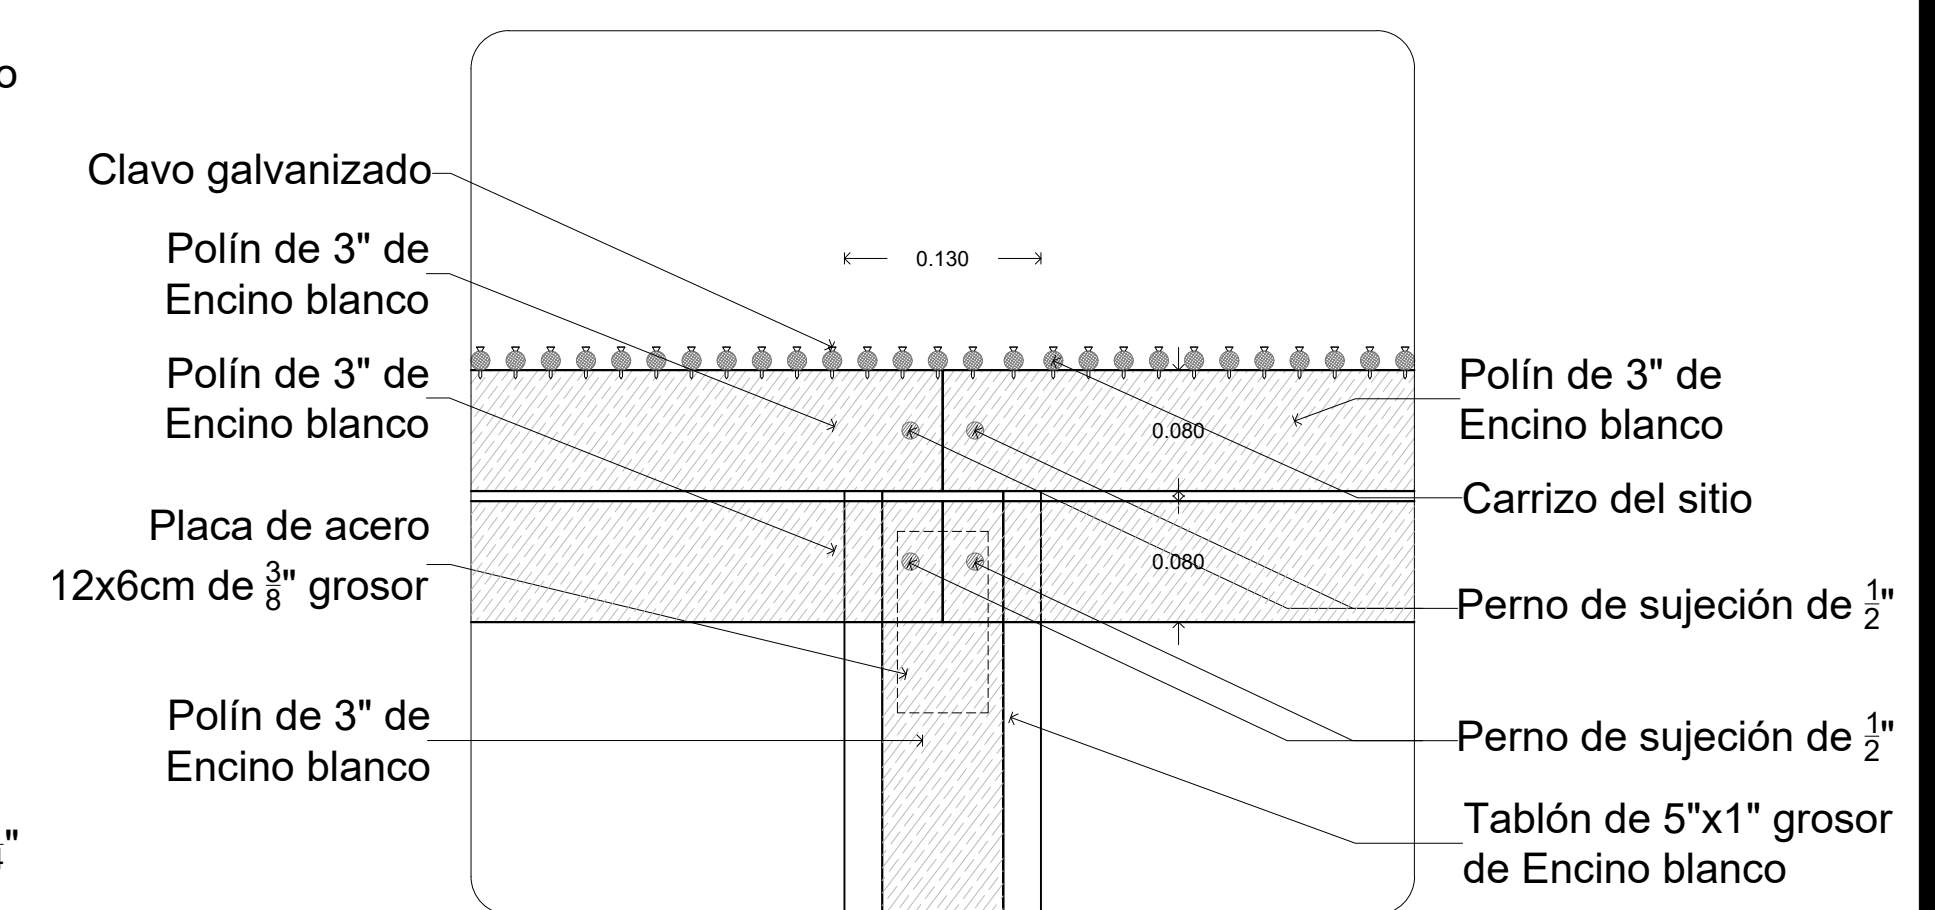 o
Clavo galvanizado
Polín de 3" de
Encino blanco
Polín de 3" de
Encino blanco
Placa de acero
12x6cm de 3/8" grosor
Polín de 3" de
Encino blanco
0.130
0.080
0.080
Polín de 3" de
Encino blanco
Carrizo del sitio
Perno de sujeción de 1/2"
Perno de sujeción de 1/2"
Tablón de 5"x1" grosor
de Encino blanco